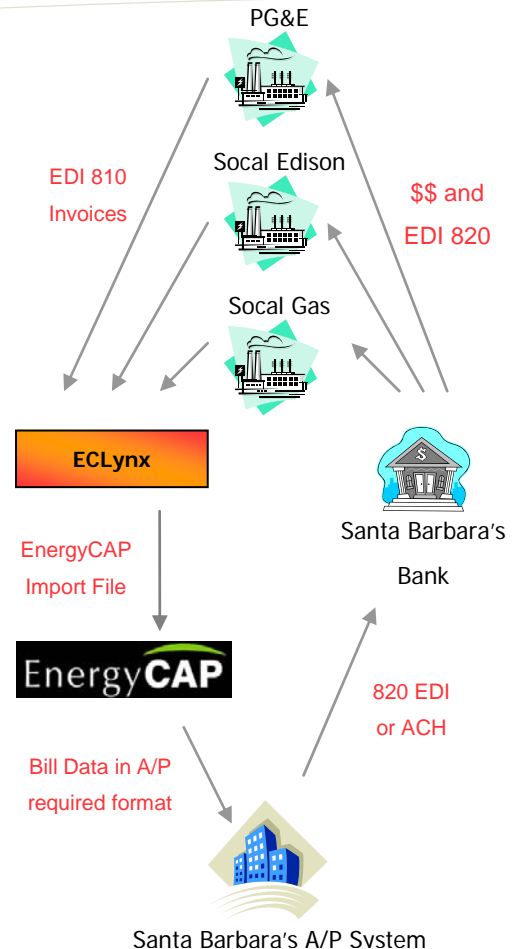 PG&E
Socal Edison
EDI 810
Invoices
$$ and
EDI 820
Socal Gas
ECLynx
$
Santa Barbara's
Bank
EnergyCAP
Import File
EnergyCAP
820 EDI
or ACH
Bill Data in A/P
required format
Santa Barbara's A/P System